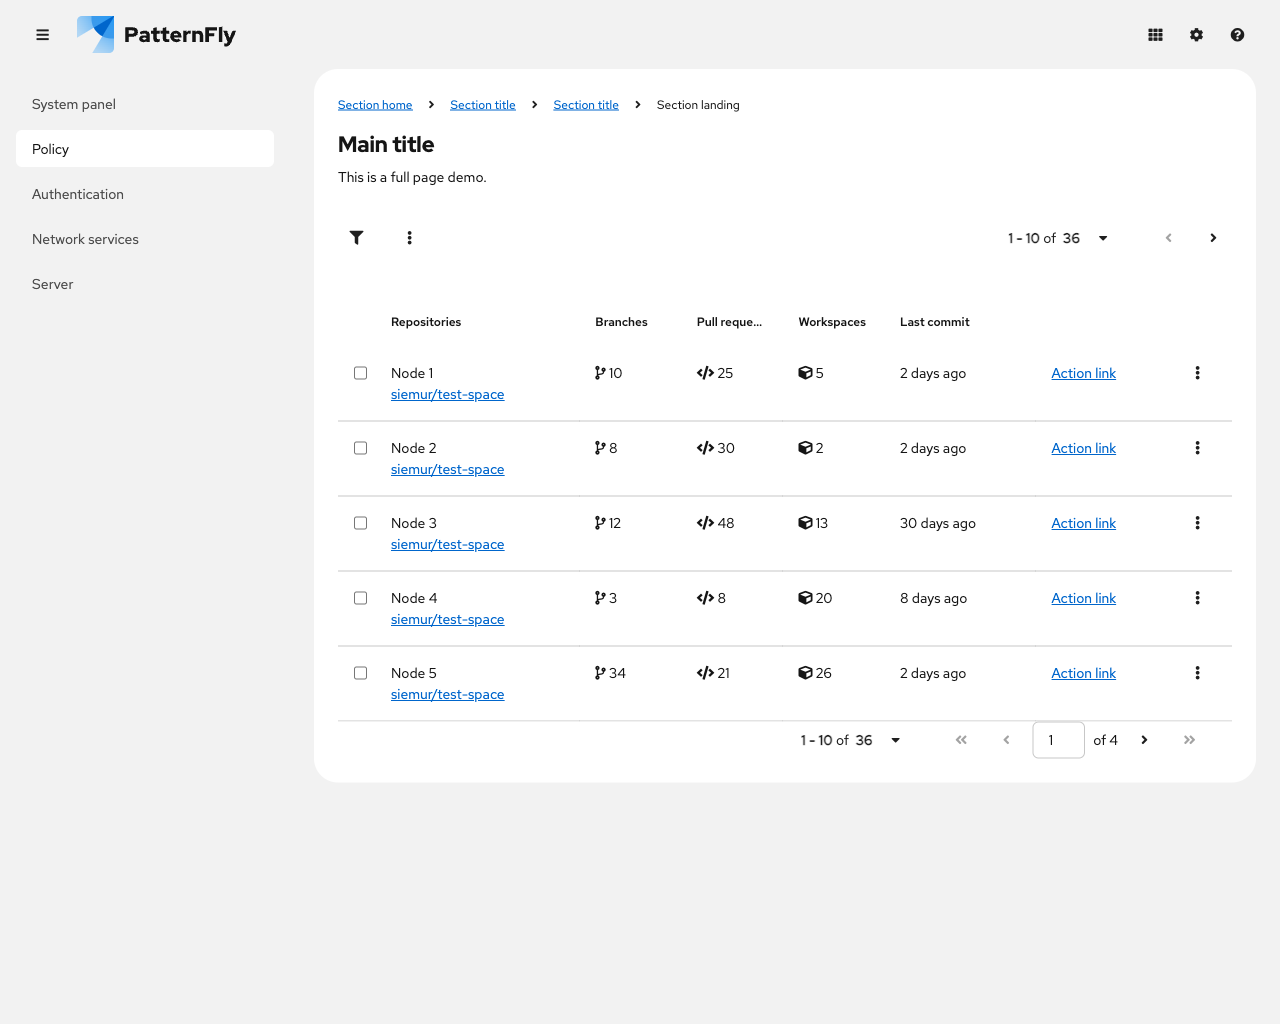 PatternFly
System panel
Policy
Authentication
Network services
Server
Section home
Section title
Section title
Section landing
Main title
This is a full page demo.
1 - 10 of 36
Repositories Branches Pull reque... Workspaces Last commit
Node 1 10 25 5 2 days ago Action link
siemur/test-space
Node 2 8 30 2 2 days ago Action link
siemur/test-space
Node 3 12 48 13 30 days ago Action link
siemur/test-space
Node 4 3 8 20 8 days ago Action link
siemur/test-space
Node 5 34 21 26 2 days ago Action link
siemur/test-space
1 - 10 of 36 1 of 4